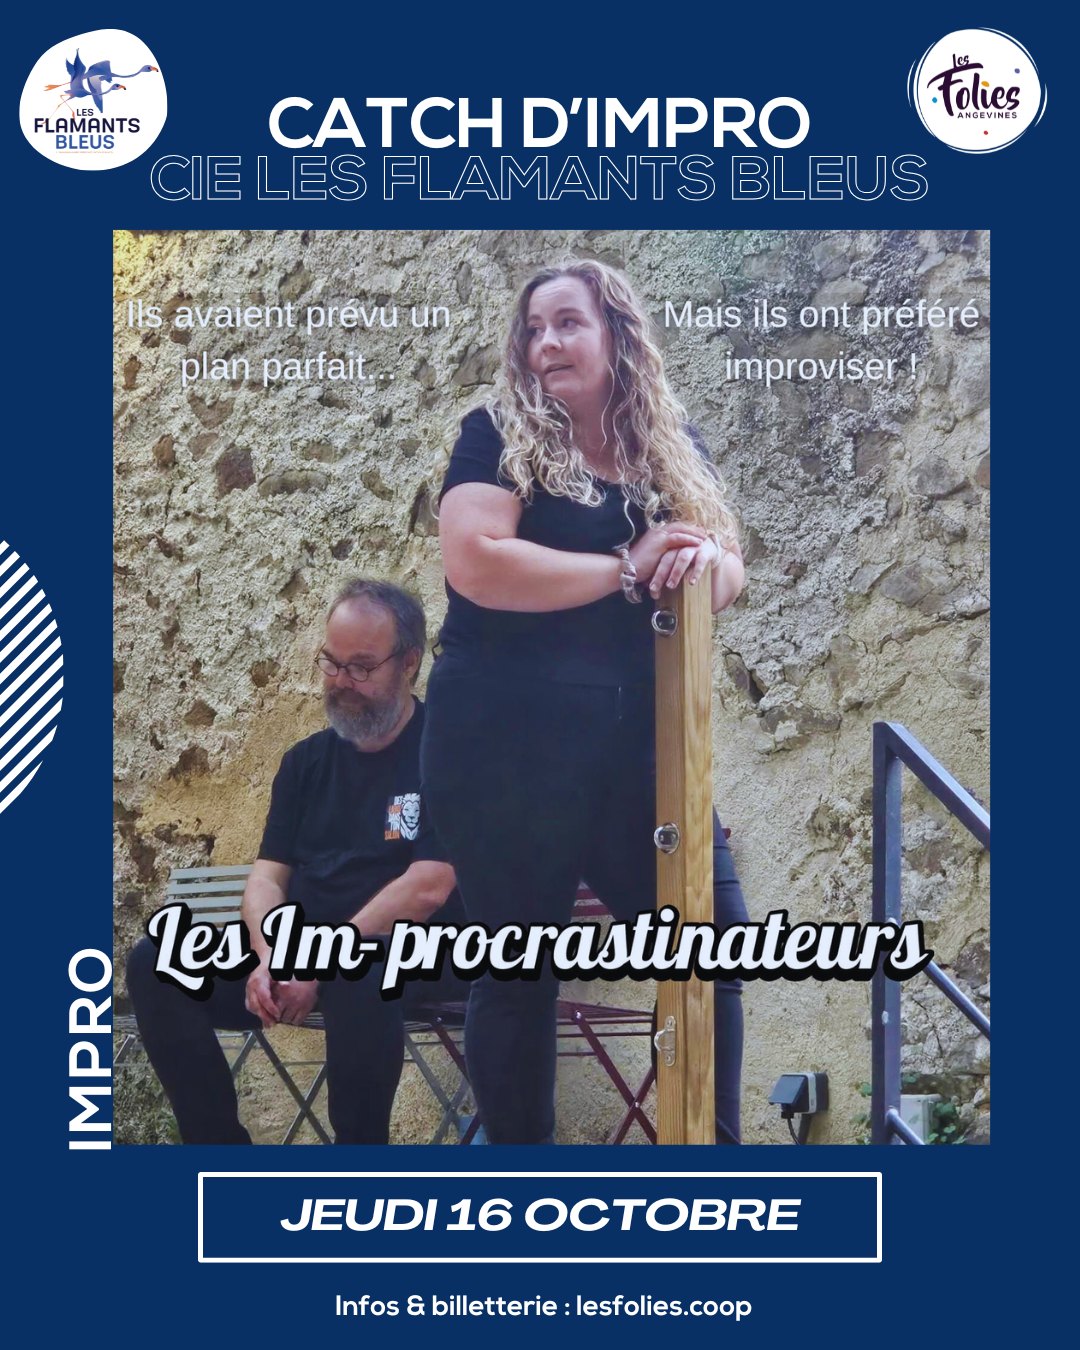 LES
FLAMANTS
BLEUS
Les
Folies
ANGEVINES
CATCH D'IMPRO
CIE LES FLAMANTS BLEUS
Ils avaient prévu un
plan parfait...
Mais ils ont préféré
improviser !
Les Im-procrastinateurs
IMPRO
JEUDI 16 OCTOBRE
Infos & billetterie : lesfolies.coop